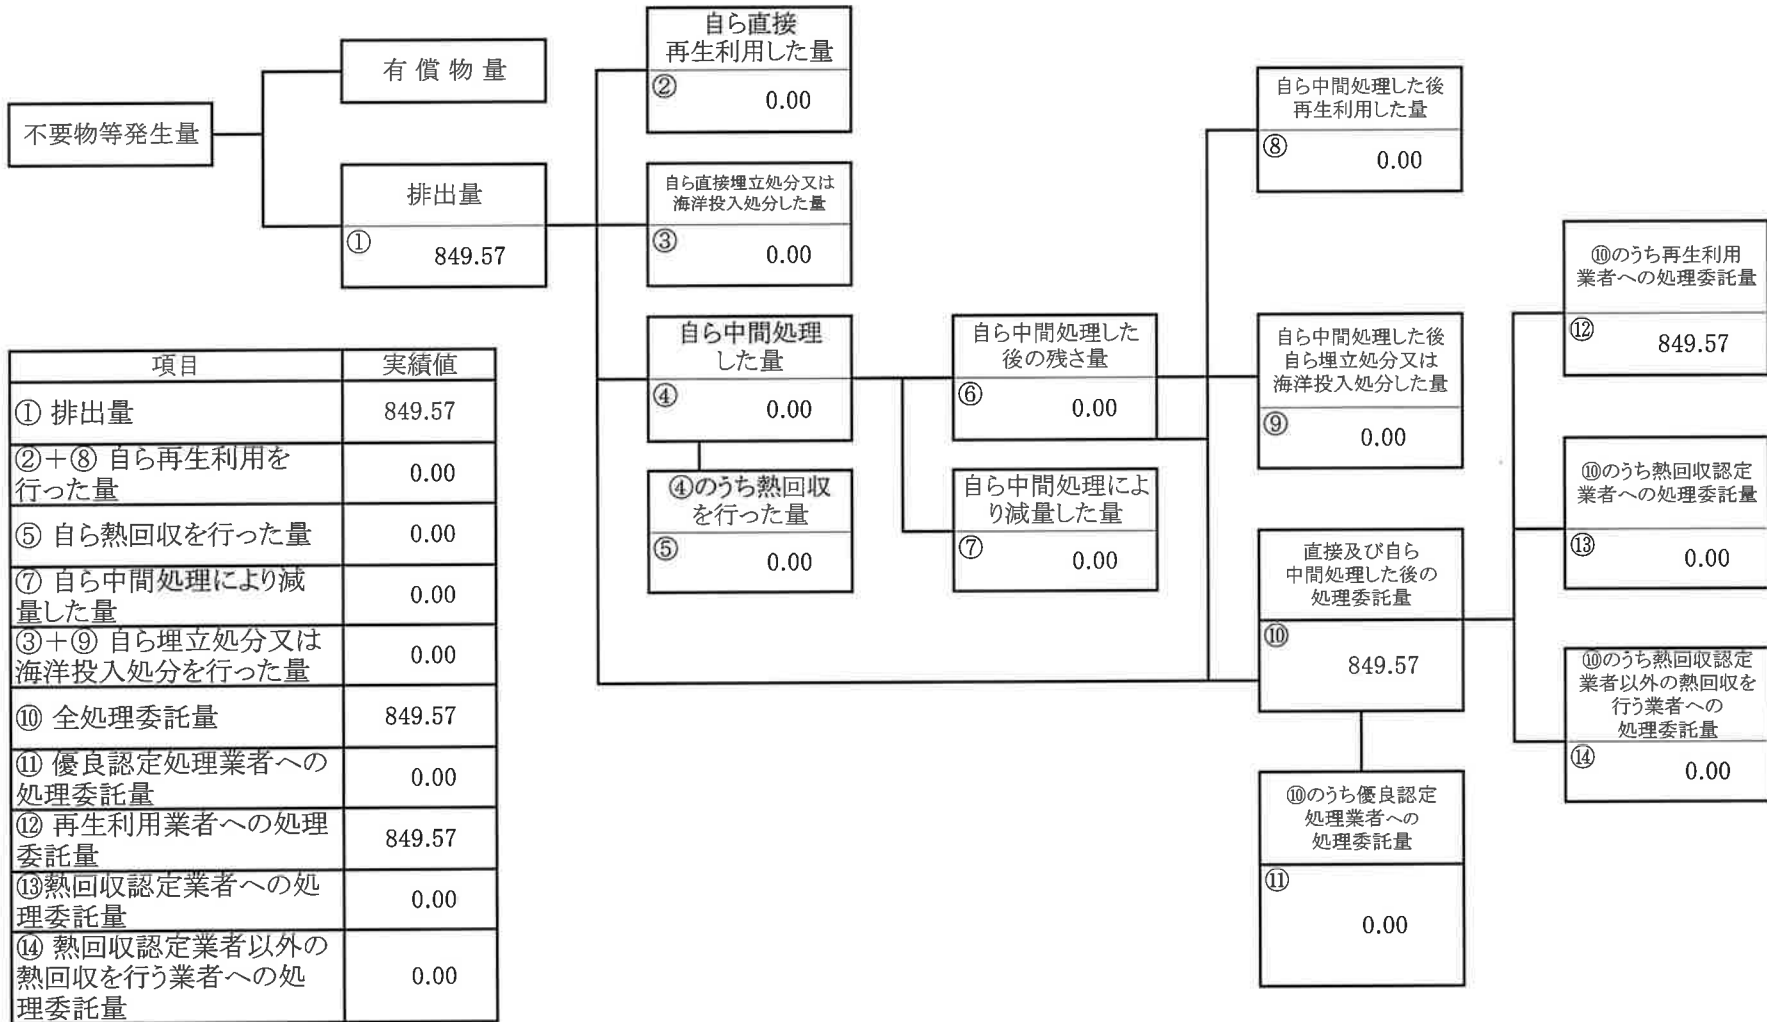 不要物等発生量
有償物量
排出量
①
849.57
自ら直接
再生利用した量
②
0.00
自ら直接埋立処分又は
海洋投入処分した量
③
0.00
自ら中間処理
した量
④
0.00
④のうち熱回収
を行った量
⑤
0.00
自ら中間処理した
後の残さ量
⑥
0.00
自ら中間処理によ
り減量した量
⑦
0.00
自ら中間処理した後
再生利用した量
⑧
0.00
自ら中間処理した後
自ら埋立処分又は
海洋投入処分した量
⑨
0.00
直接及び自ら
中間処理した後の
処理委託量
⑩
849.57
⑩のうち優良認定
処理業者への
処理委託量
⑪
0.00
⑩のうち再生利用
業者への処理委託量
⑫
849.57
⑩のうち熱回収認定
業者への処理委託量
⑬
0.00
⑩のうち熱回収認定
業者以外の熱回収を
行う業者への
処理委託量
⑭
0.00
項目 実績値
① 排出量 849.57
②+⑧ 自ら再生利用を
行った量 0.00
⑤ 自ら熱回収を行った量 0.00
⑦ 自ら中間処理により減
量した量 0.00
③+⑨ 自ら埋立処分又は
海洋投入処分を行った量 0.00
⑩ 全処理委託量 849.57
⑪ 優良認定処理業者への
処理委託量 0.00
⑫ 再生利用業者への処理
委託量 849.57
⑬熱回収認定業者への処
理委託量 0.00
⑭ 熱回収認定業者以外の
熱回収を行う業者への処
理委託量 0.00